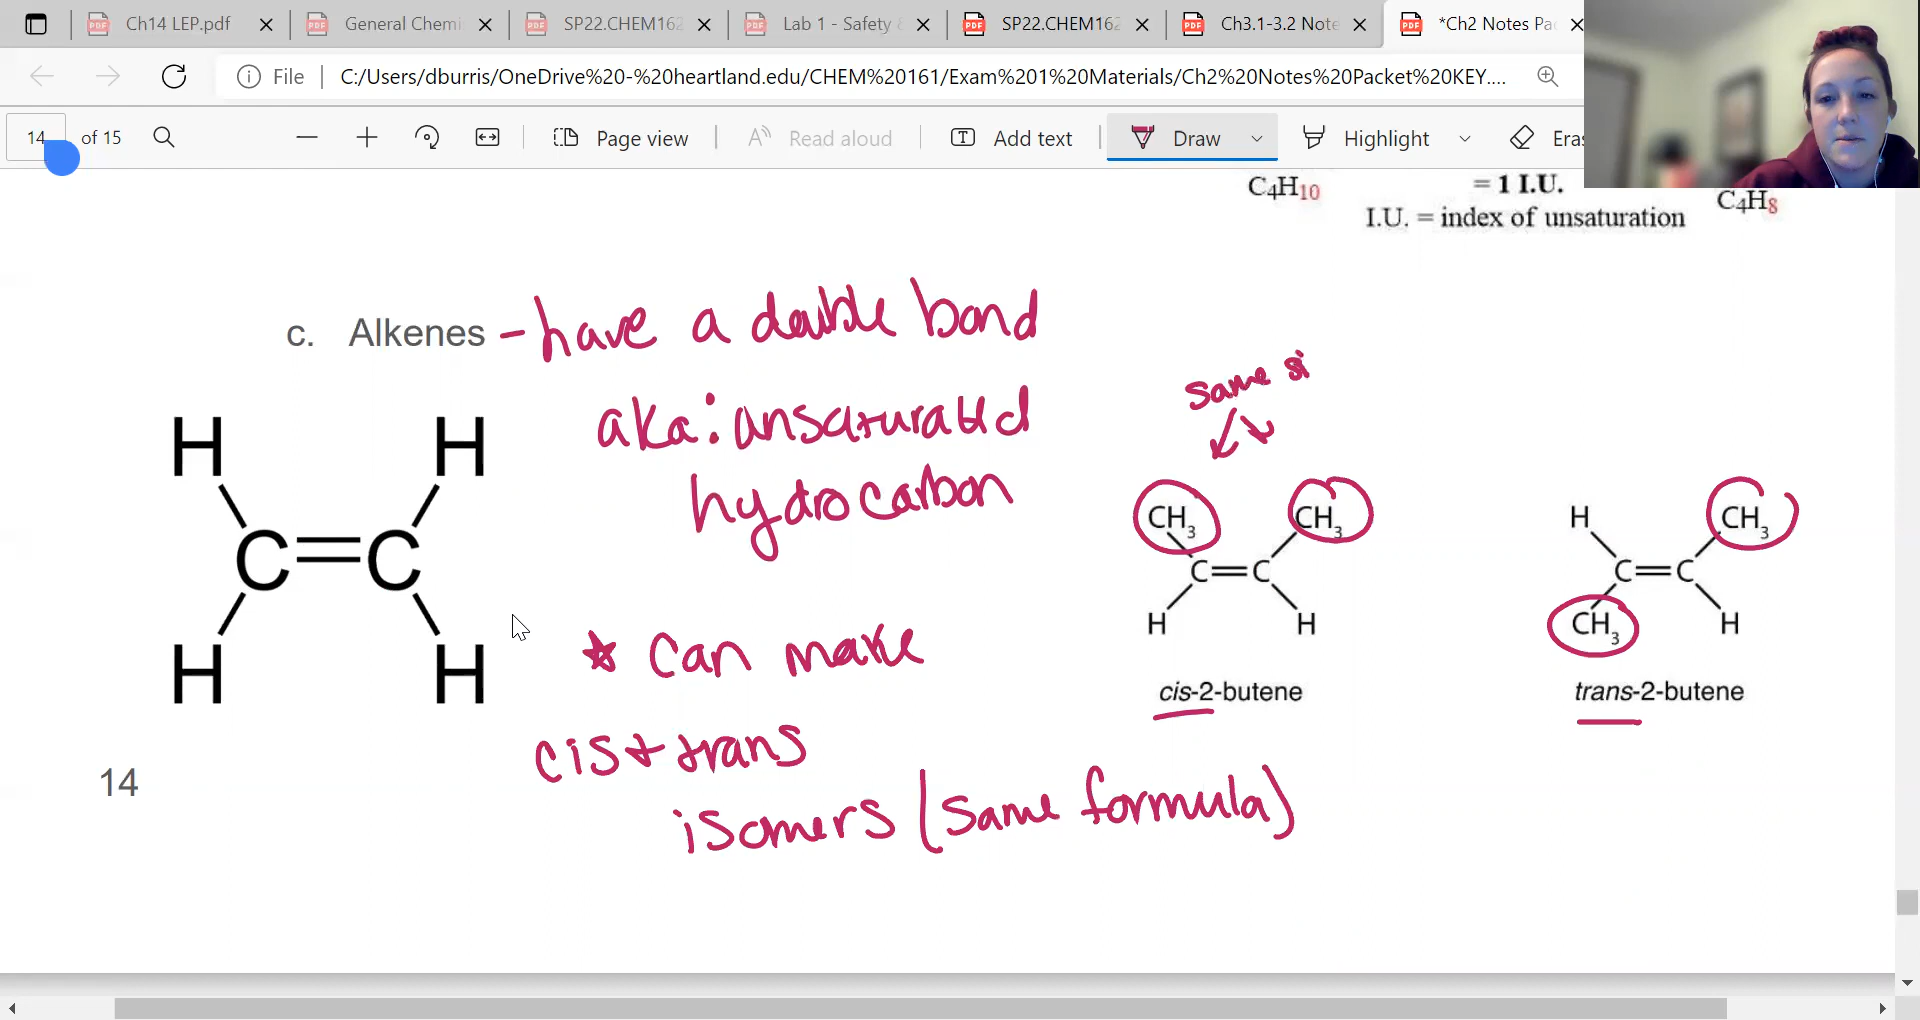 Ch14 LEP.pdf
General Chemi
SP22.CHEM162
Lab 1 - Safety &
SP22.CHEM162
Ch3.1-3.2 Note
*Ch2 Notes Pa
File
C:/Users/dburris/OneDrive%20-%20heartland.edu/CHEM%20161/Exam%201%20Materials/Ch2%20Notes%20Packet%20KEY....
14 of 15
Page view
Read aloud
Add text
Draw
Highlight
Eras
C4H10
= 1 I.U.
I.U. = index of unsaturation
C4H8
c. Alkenes - have a double bond
aka: unsaturated
hydrocarbon
same si
H H
C=C
H H
CH3 CH3
C=C
H H
cis-2-butene
H CH3
C=C
CH3 H
trans-2-butene
* can make
cis + trans
isomers (same formula)
14